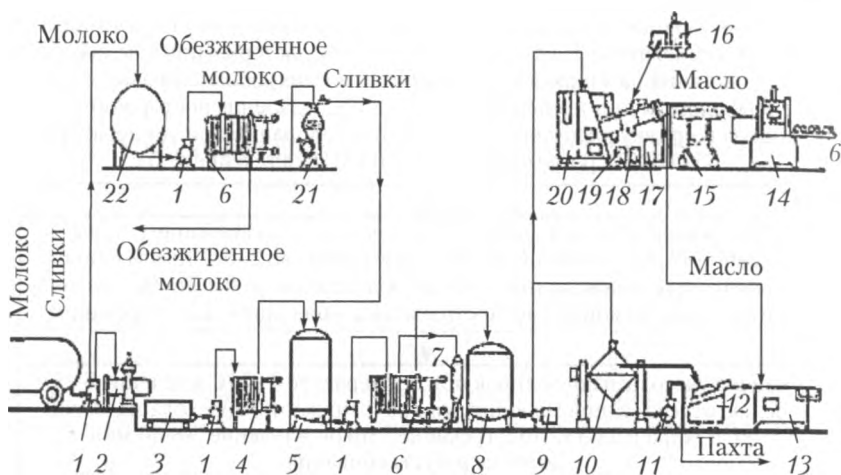 Молоко
Обезжиренное
молоко
Сливки
16
Масло
22
1
6
21
20
19
18
17
15
14
6
Обезжиренное
молоко
Молоко
Сливки
Масло
7
12
1
2
3
1
4
5
1
6
8
9
10
11
Пахта
13